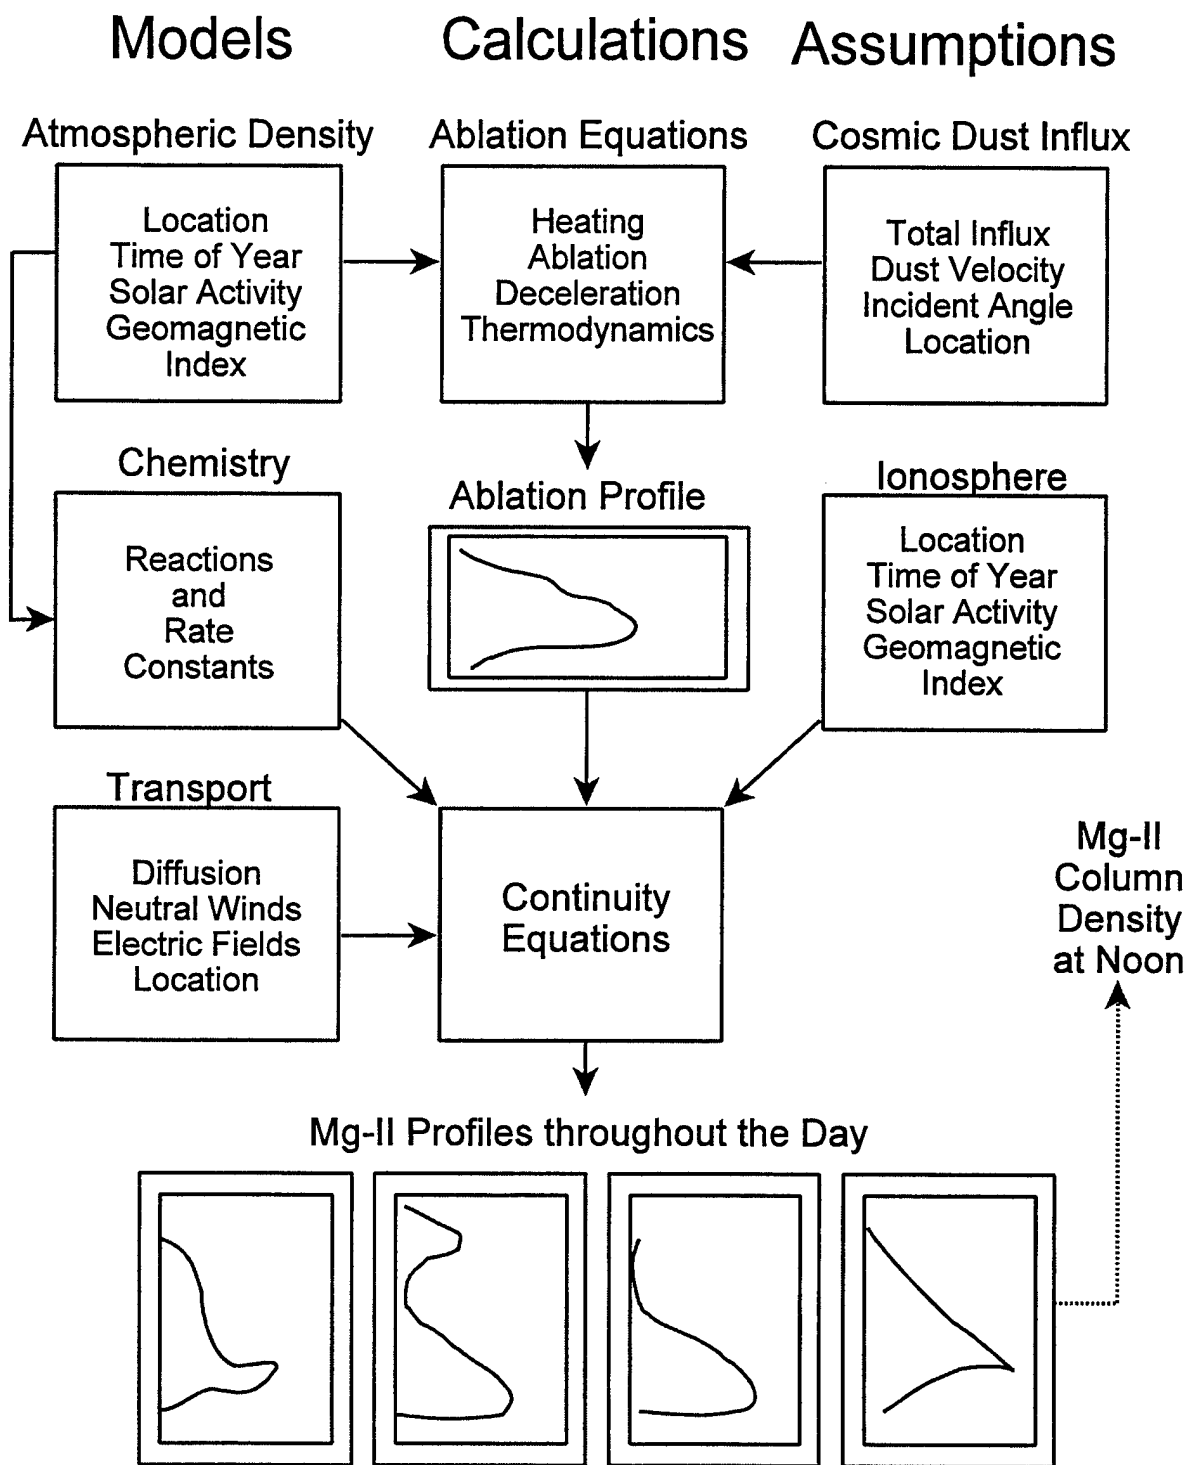 Models
Calculations
Assumptions
Atmospheric Density
Location
Time of Year
Solar Activity
Geomagnetic
Index
Ablation Equations
Heating
Ablation
Deceleration
Thermodynamics
Cosmic Dust Influx
Total Influx
Dust Velocity
Incident Angle
Location
Chemistry
Reactions
and
Rate
Constants
Ablation Profile
Ionosphere
Location
Time of Year
Solar Activity
Geomagnetic
Index
Transport
Diffusion
Neutral Winds
Electric Fields
Location
Continuity
Equations
Mg-II
Column
Density
at Noon
Mg-II Profiles throughout the Day